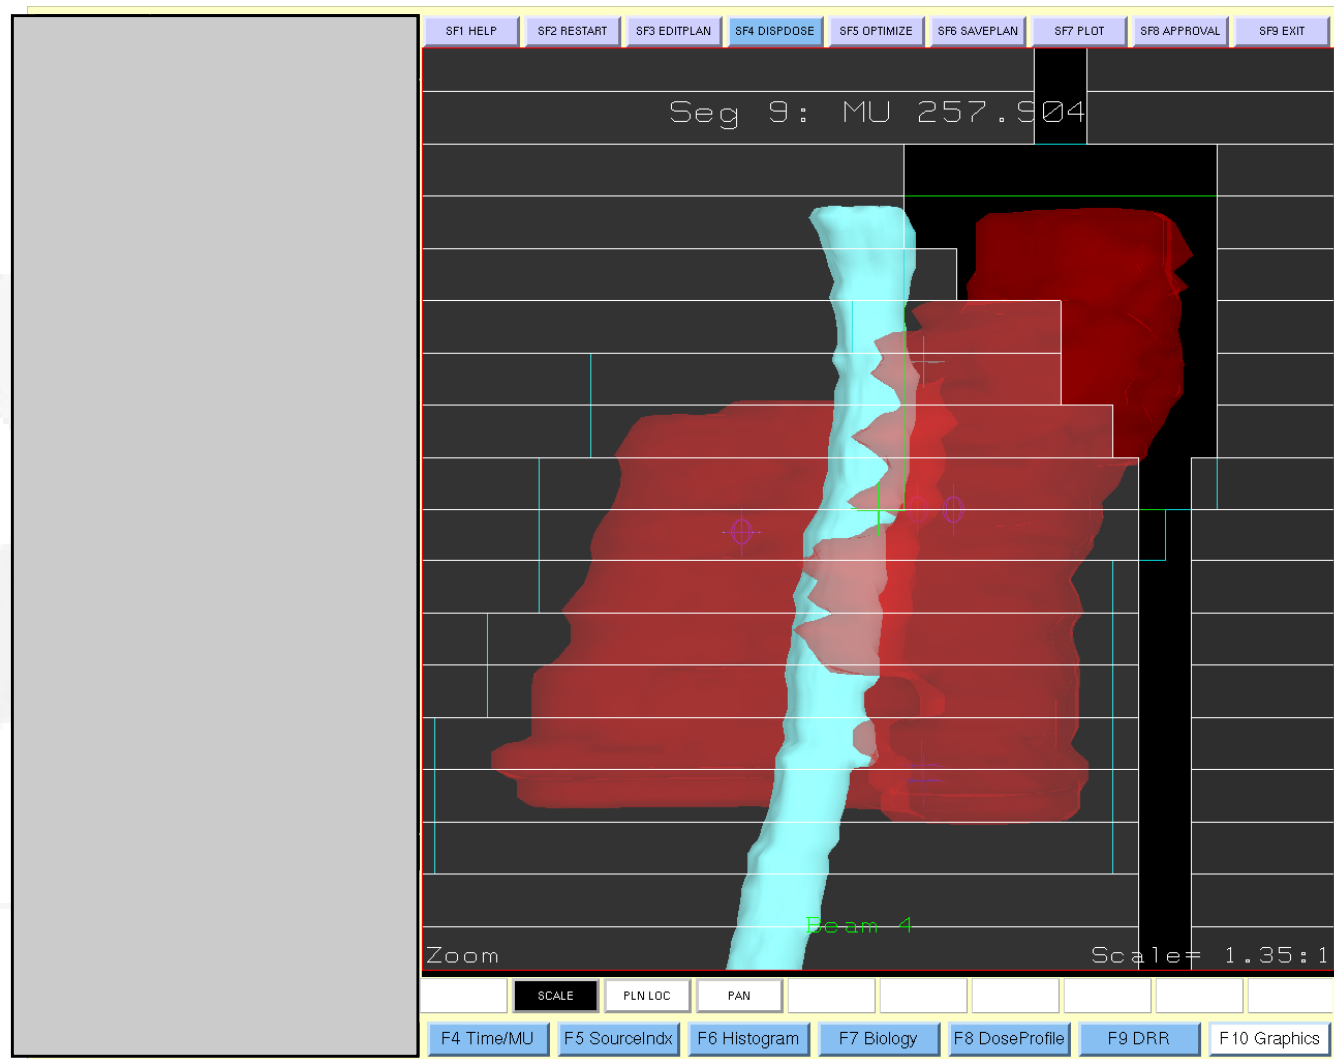 SF1 HELP SF2 RESTART SF3 EDITPLAN SF4 DISPDOSE SF5 OPTIMIZE SF6 SAVEPLAN SF7 PLOT SF8 APPROVAL SF9 EXIT
Seg 9: MU 257.904
Beam 4
Zoom Scale= 1.35:1
SCALE PLN LOC PAN
F4 Time/MU F5 SourceIndx F6 Histogram F7 Biology F8 DoseProfile F9 DRR F10 Graphics